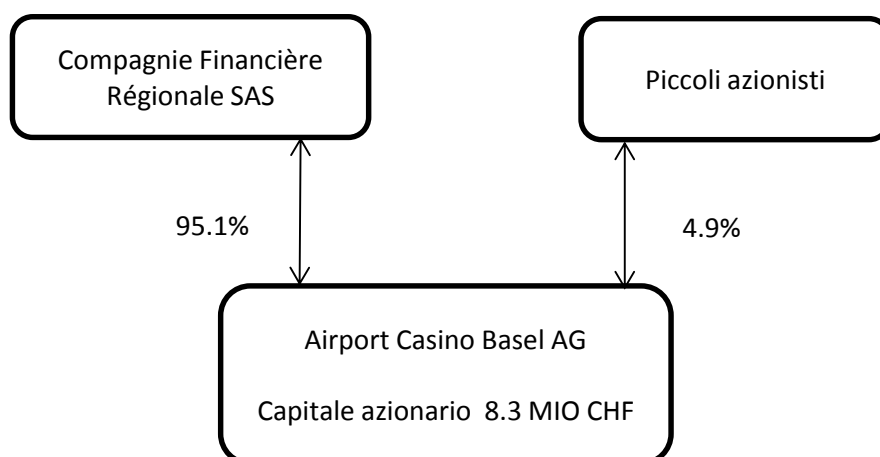 Compagnie Financière
Régionale SAS
Piccoli azionisti
95.1%
4.9%
Airport Casino Basel AG
Capitale azionario 8.3 MIO CHF